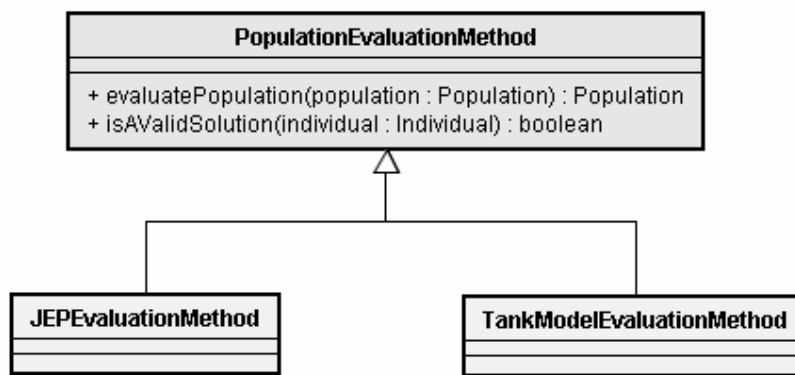 PopulationEvaluationMethod
+ evaluatePopulation(population : Population) : Population
+ isAValidSolution(individual : Individual) : boolean
JEPEvaluationMethod
TankModelEvaluationMethod